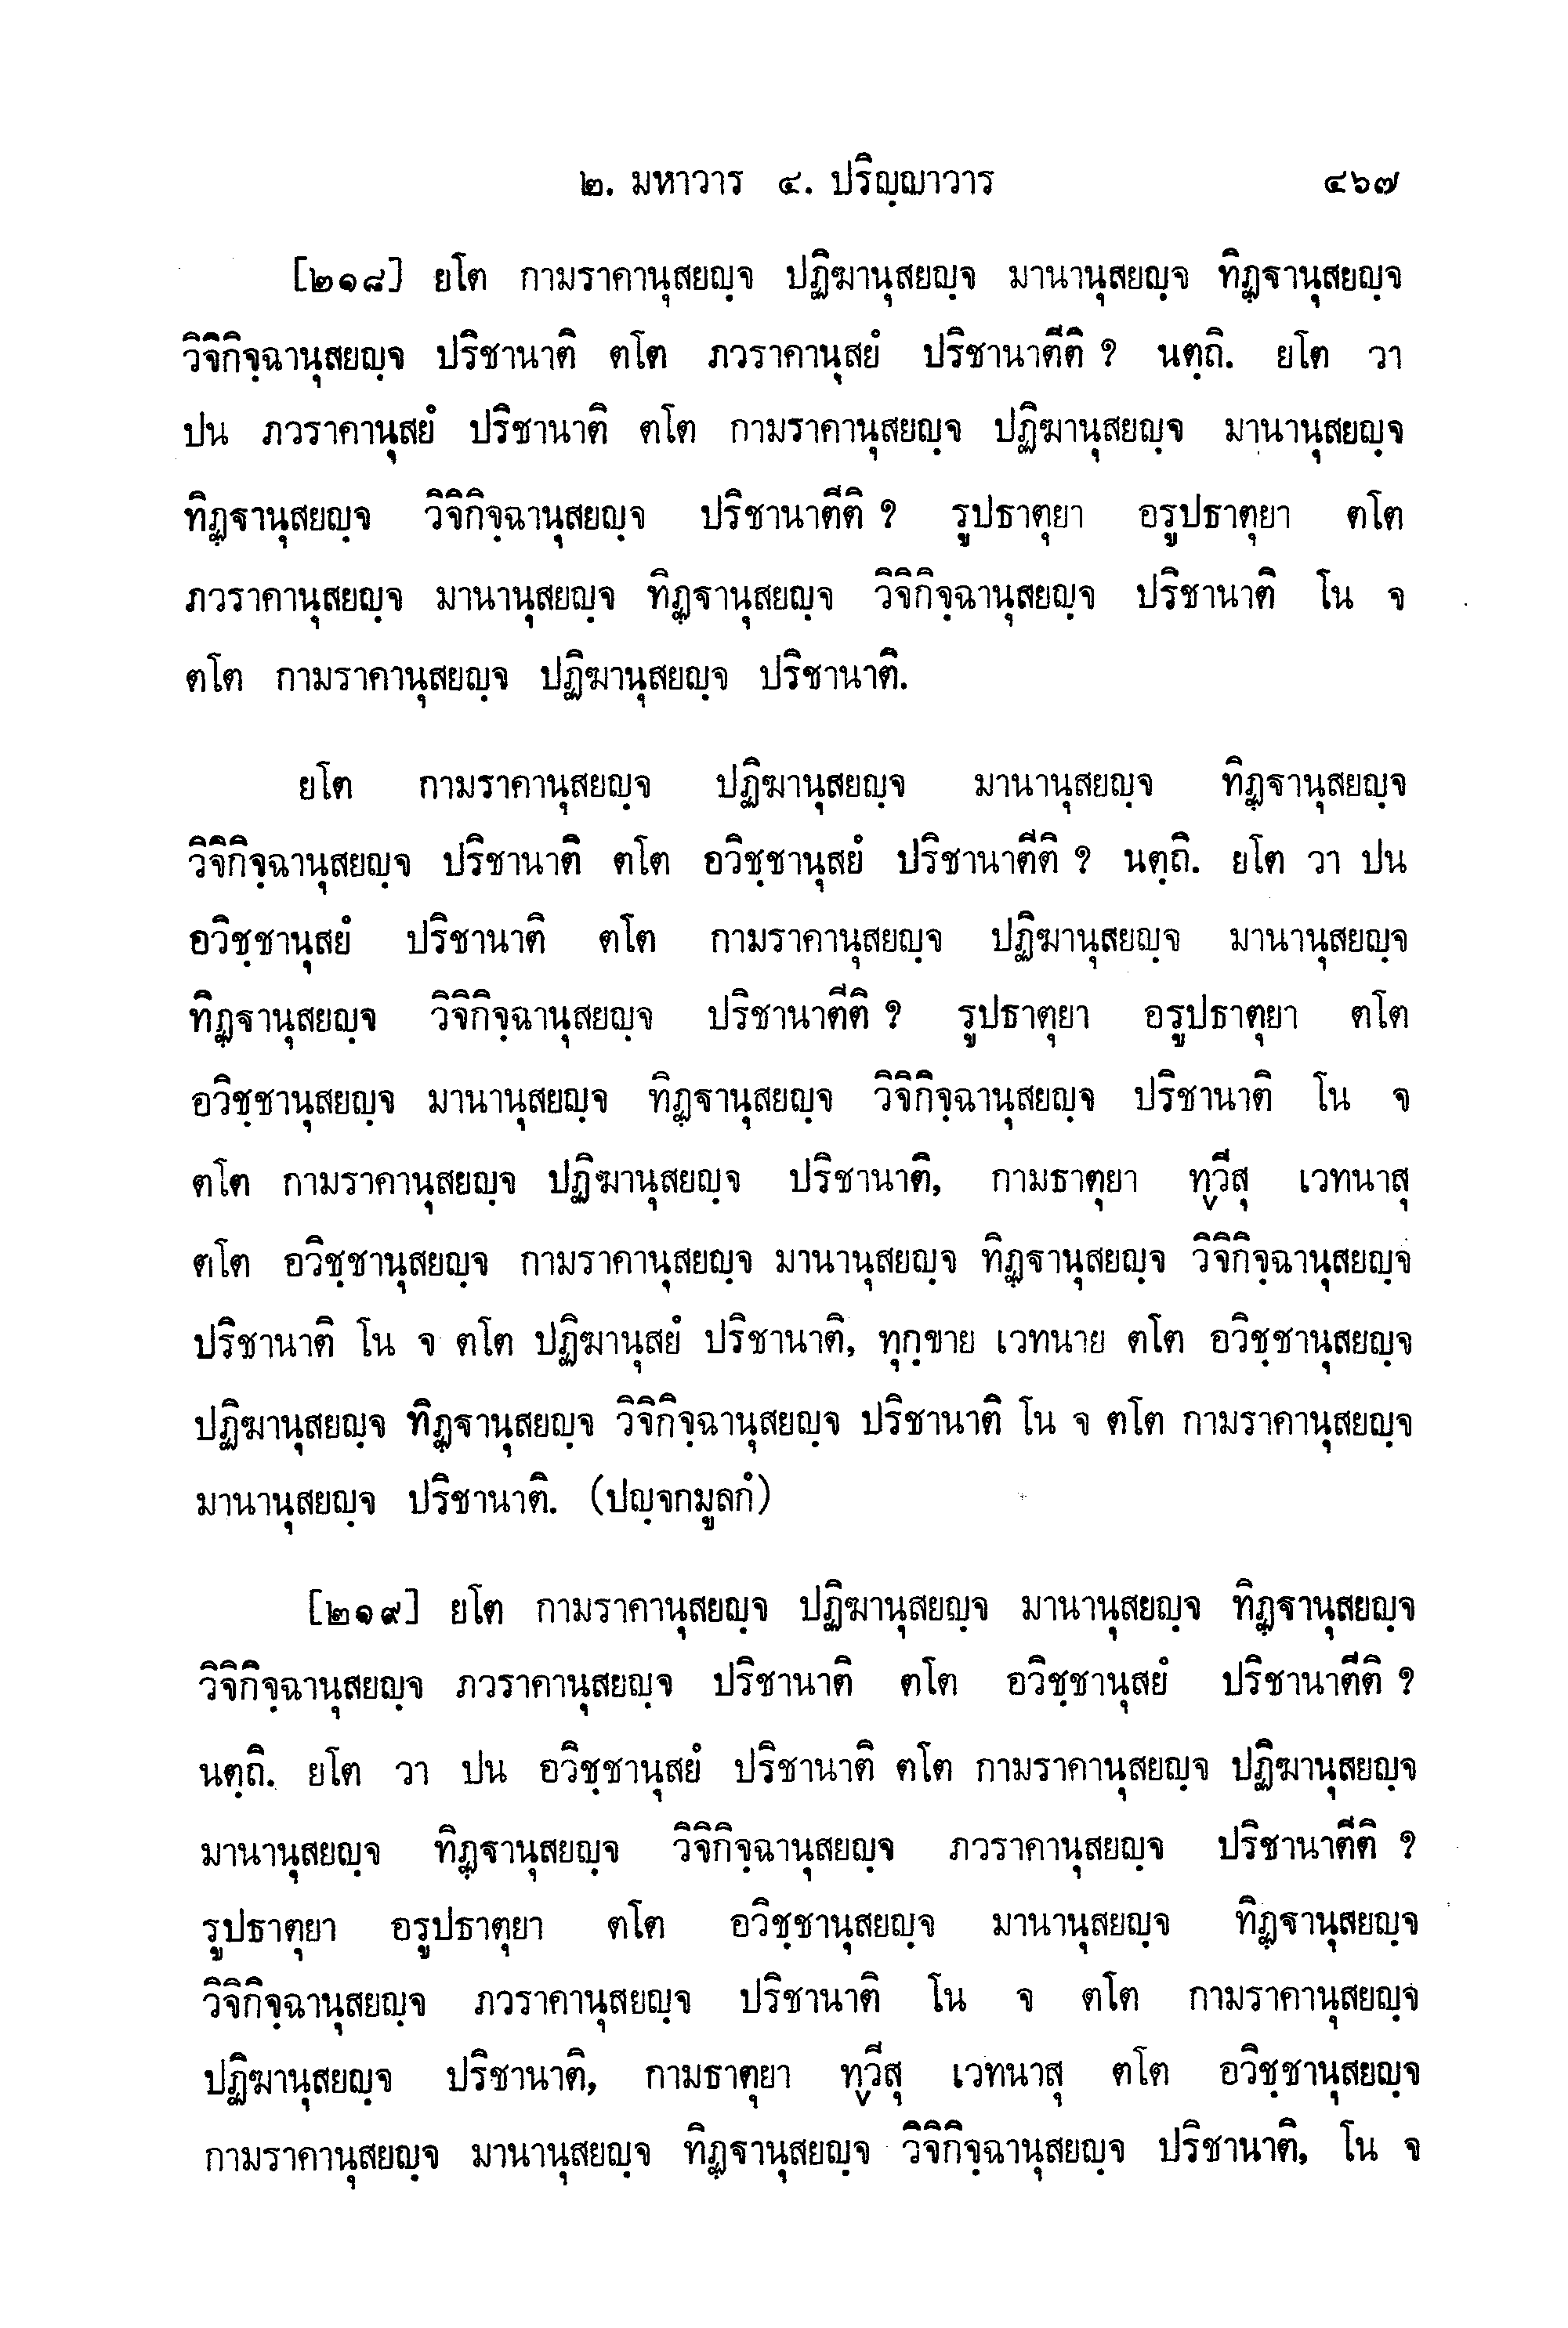 ๒. มหาวาร ๔. ปริญฺญาวาร ๔๖๗
[๒๑๘] ยโต กามราคานุสยญฺจ ปฏิฆานุสยญฺจ มานานุสยญฺจ ทิฏฺฐานุสยญฺจ
วิจิกิจฺฉานุสยญฺจ ปริชานาติ ตโต ภวราคานุสยํ ปริชานาตีติ ? นตฺถิ. ยโต วา
ปน ภวราคานุสยํ ปริชานาติ ตโต กามราคานุสยญฺจ ปฏิฆานุสยญฺจ มานานุสยญฺจ
ทิฏฺฐานุสยญฺจ วิจิกิจฺฉานุสยญฺจ ปริชานาตีติ ? รูปธาตุยา อรูปธาตุยา ตโต
ภวราคานุสยญฺจ มานานุสยญฺจ ทิฏฺฐานุสยญฺจ วิจิกิจฺฉานุสยญฺจ ปริชานาติ โน จ
ตโต กามราคานุสยญฺจ ปฏิฆานุสยญฺจ ปริชานาติ.
ยโต กามราคานุสยญฺจ ปฏิฆานุสยญฺจ มานานุสยญฺจ ทิฏฺฐานุสยญฺจ
วิจิกิจฺฉานุสยญฺจ ปริชานาติ ตโต อวิชฺชานุสยํ ปริชานาตีติ ? นตฺถิ. ยโต วา ปน
อวิชฺชานุสยํ ปริชานาติ ตโต กามราคานุสยญฺจ ปฏิฆานุสยญฺจ มานานุสยญฺจ
ทิฏฺฐานุสยญฺจ วิจิกิจฺฉานุสยญฺจ ปริชานาตีติ ? รูปธาตุยา อรูปธาตุยา ตโต
อวิชฺชานุสยญฺจ มานานุสยญฺจ ทิฏฺฐานุสยญฺจ วิจิกิจฺฉานุสยญฺจ ปริชานาติ โน จ
ตโต กามราคานุสยญฺจ ปฏิฆานุสยญฺจ ปริชานาติ, กามธาตุยา ทฺวีสุ เวทนาสุ
ตโต อวิชฺชานุสยญฺจ กามราคานุสยญฺจ มานานุสยญฺจ ทิฏฺฐานุสยญฺจ วิจิกิจฺฉานุสยญฺจ
ปริชานาติ โน จ ตโต ปฏิฆานุสยํ ปริชานาติ, ทุกฺขาย เวทนาย ตโต อวิชฺชานุสยญฺจ
ปฏิฆานุสยญฺจ ทิฏฺฐานุสยญฺจ วิจิกิจฺฉานุสยญฺจ ปริชานาติ โน จ ตโต กามราคานุสยญฺจ
มานานุสยญฺจ ปริชานาติ. (ปญฺจกมูลกํ)
[๒๑๙] ยโต กามราคานุสยญฺจ ปฏิฆานุสยญฺจ มานานุสยญฺจ ทิฏฺฐานุสยญฺจ
วิจิกิจฺฉานุสยญฺจ ภวราคานุสยญฺจ ปริชานาติ ตโต อวิชฺชานุสยํ ปริชานาตีติ ?
นตฺถิ. ยโต วา ปน อวิชฺชานุสยํ ปริชานาติ ตโต กามราคานุสยญฺจ ปฏิฆานุสยญฺจ
มานานุสยญฺจ ทิฏฺฐานุสยญฺจ วิจิกิจฺฉานุสยญฺจ ภวราคานุสยญฺจ ปริชานาตีติ ?
รูปธาตุยา อรูปธาตุยา ตโต อวิชฺชานุสยญฺจ มานานุสยญฺจ ทิฏฺฐานุสยญฺจ
วิจิกิจฺฉานุสยญฺจ ภวราคานุสยญฺจ ปริชานาติ โน จ ตโต กามราคานุสยญฺจ
ปฏิฆานุสยญฺจ ปริชานาติ, กามธาตุยา ทฺวีสุ เวทนาสุ ตโต อวิชฺชานุสยญฺจ
กามราคานุสยญฺจ มานานุสยญฺจ ทิฏฺฐานุสยญฺจ วิจิกิจฺฉานุสยญฺจ ปริชานาติ, โน จ